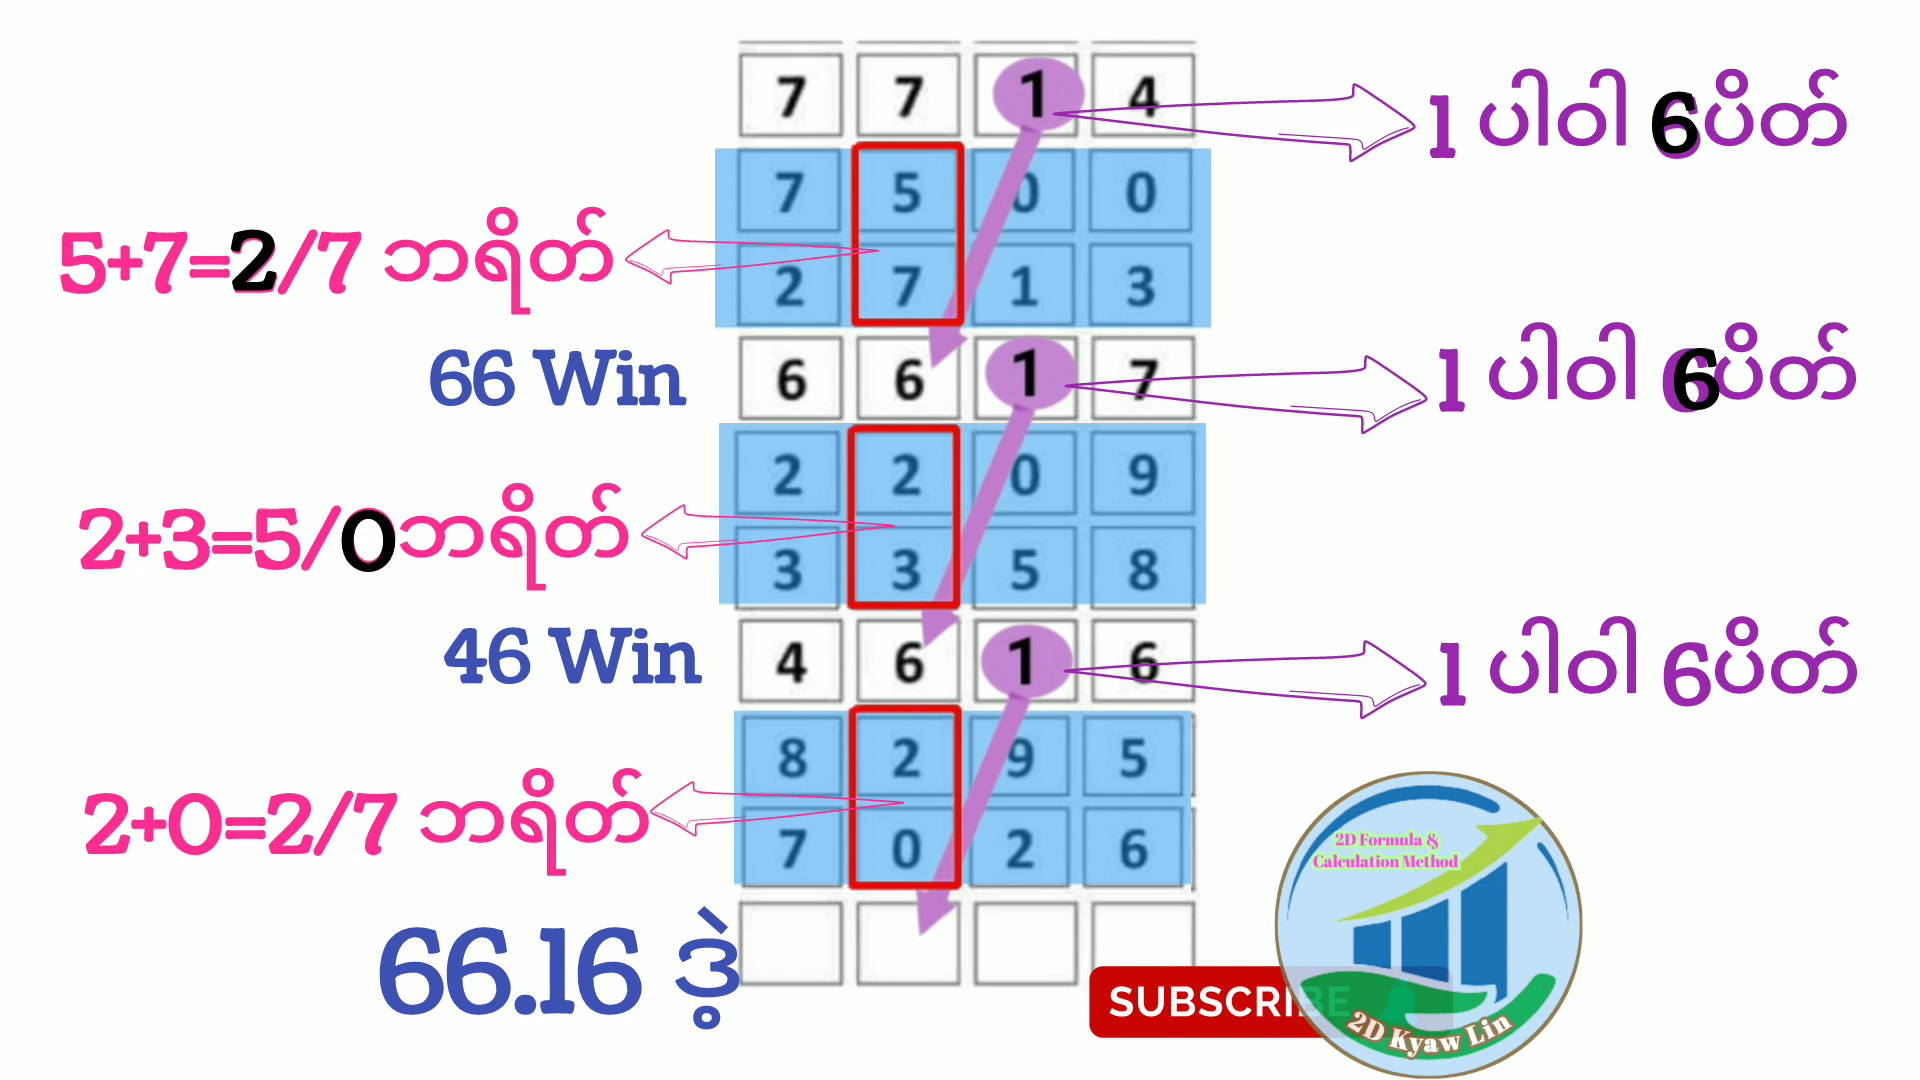 7 7 1 4
1 ပါဝါ 6ပိတ်
7 5 0 0
5+7=2/7 ဘရိတ်
2 7 1 3
66 Win
6 6 1 7
1 ပါဝါ 6ပိတ်
2 2 0 9
2+3=5/0ဘရိတ်
3 3 5 8
46 Win
4 6 1 6
1 ပါဝါ 6ပိတ်
8 2 9 5
2+0=2/7 ဘရိတ်
7 0 2 6
66.16 ဒဲ့
SUBSCRIBE
2D Formula &
Calculation Method
2D Kyaw Lin